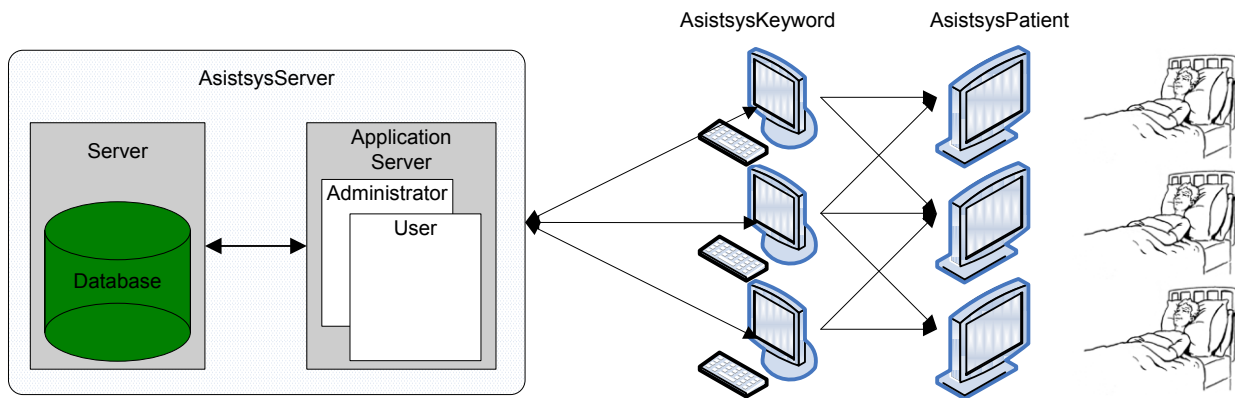 AsistsysKeyword
AsistsysPatient
AsistsysServer
Server
Application
Server
Administrator
User
Database